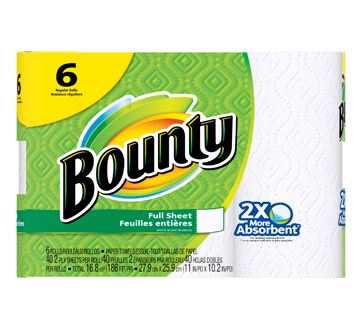 6
Regular Rolls
Rouleaux réguliers
6
Bounty
Full Sheet
Feuilles entières
2X
More
Absorbent*
6 ROLLS/ROULEAUX/ROLLOS • PAPER TOWELS/ESSUIE-TOUT/TOALLAS DE PAPEL
40 2 PLY SHEETS PER ROLL/40 FEUILLES 2 ÉPAISSEURS PAR ROULEAU/40 HOJAS DOBLES
POR ROLLO • TOTAL 16.8 m² (186 FT²/PI²) • 27.9 cm x 25.9 cm (11 IN/PO X 10.2 IN/PO)